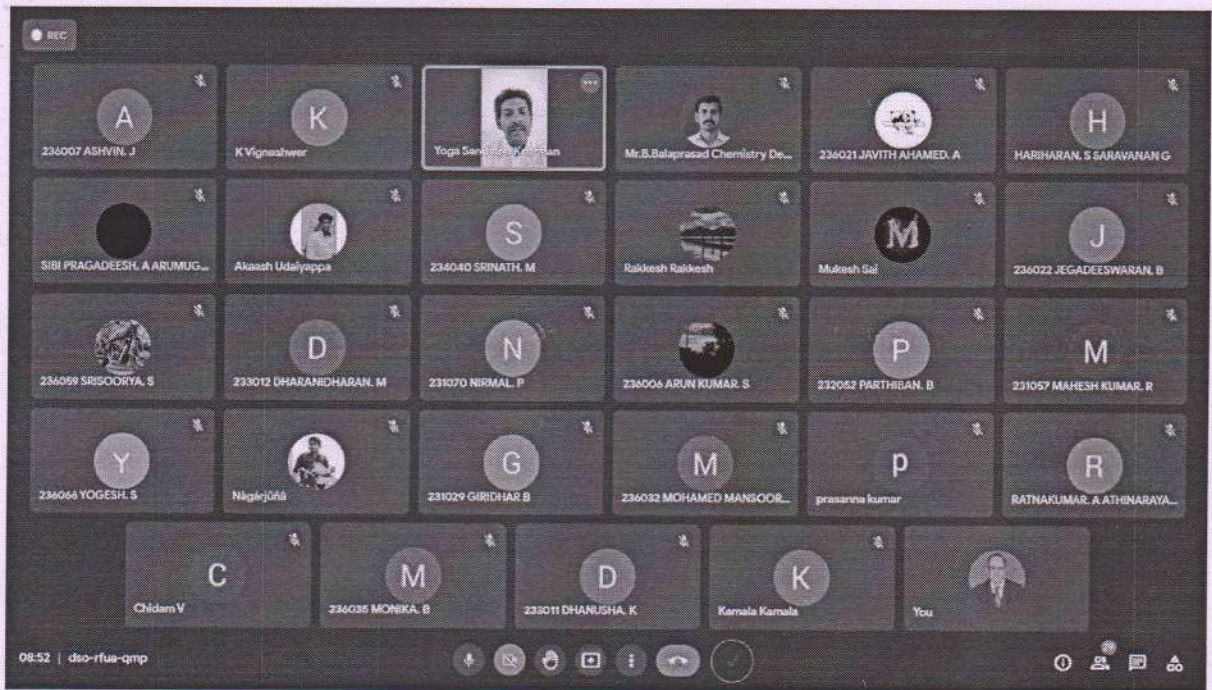 REC
A
236007 ASHVIN. J
K
K Vigneshwer
Yoga
Mr.B.Balaprasad Chemistry De...
236021 JAVITH AHAMED. A
H
HARIHARAN. S SARAVANAN G
SIBI PRAGADEESH. A ARUMUG...
Akaash Udaiyappa
S
234040 SRINATH. M
Rakkesh Rakkesh
M
Mukesh Sai
J
236022 JEGADEESWARAN. B
236059 SRISOORYA. S
D
233012 DHARANIDHARAN. M
N
231070 NIRMAL. P
236006 ARUN KUMAR. S
P
232052 PARTHIBAN. B
M
231057 MAHESH KUMAR. R
Y
236066 YOGESH. S
Nàgárjúñâ
G
231029 GIRIDHAR B
M
236032 MOHAMED MANSOOR...
p
prasanna kumar
R
RATNAKUMAR. A ATHINARAYA...
C
Chidam V
M
236035 MONIKA. B
D
233011 DHANUSHA. K
K
Kamala Kamala
You
08:52 | dso-rfua-qmp
29